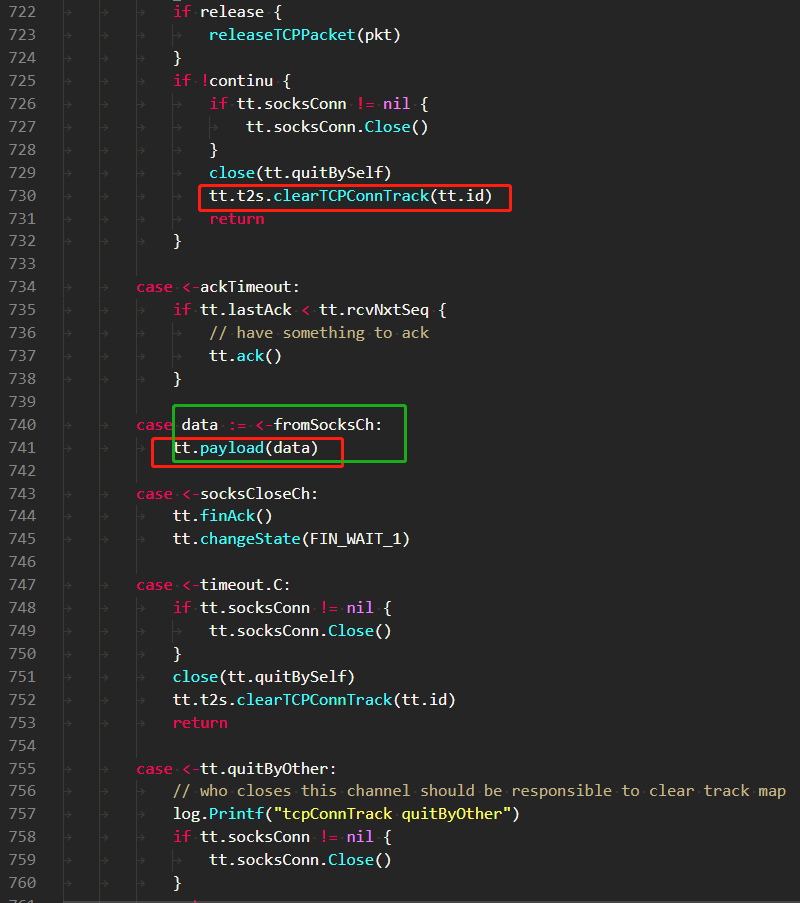 722 if release {
723 releaseTCPPacket(pkt)
724 }
725 if !continu {
726 if tt.socksConn != nil {
727 tt.socksConn.Close()
728 }
729 close(tt.quitBySelf)
730 tt.t2s.clearTCPConnTrack(tt.id)
731 return
732 }
733
734 case <-ackTimeout:
735 if tt.lastAck < tt.rcvNxtSeq {
736 // have something to ack
737 tt.ack()
738 }
739
740 case data := <-fromSocksCh:
741 tt.payload(data)
742
743 case <-socksCloseCh:
744 tt.finAck()
745 tt.changeState(FIN_WAIT_1)
746
747 case <-timeout.C:
748 if tt.socksConn != nil {
749 tt.socksConn.Close()
750 }
751 close(tt.quitBySelf)
752 tt.t2s.clearTCPConnTrack(tt.id)
753 return
754
755 case <-tt.quitByOther:
756 // who closes this channel should be responsible to clear track map
757 log.Printf("tcpConnTrack quitByOther")
758 if tt.socksConn != nil {
759 tt.socksConn.Close()
760 }